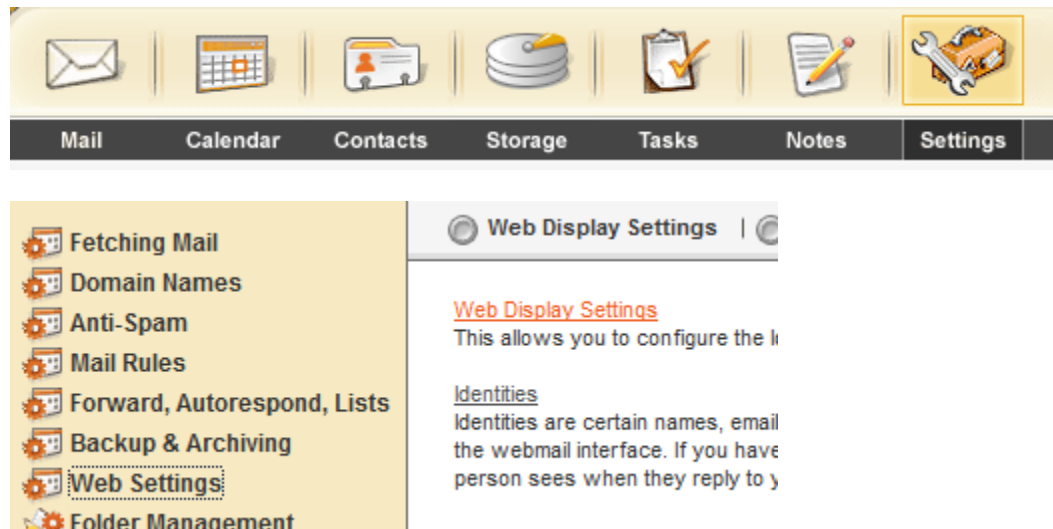 Mail Calendar Contacts Storage Tasks Notes Settings
Fetching Mail
Domain Names
Anti-Spam
Mail Rules
Forward, Autorespond, Lists
Backup & Archiving
Web Settings
Folder Management
Web Display Settings |
Web Display Settings
This allows you to configure the
Identities
Identities are certain names, email
the webmail interface. If you have
person sees when they reply to